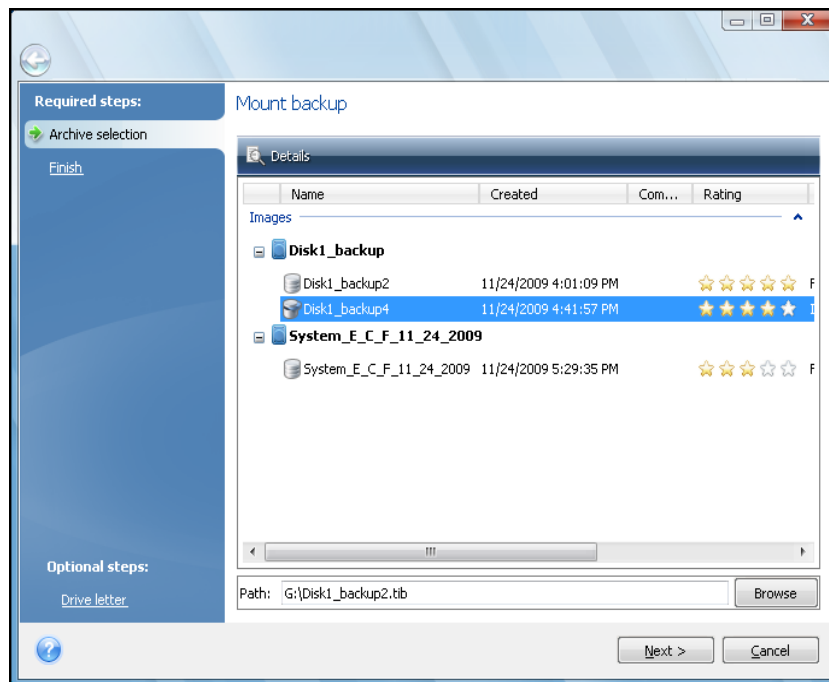 Required steps:
Archive selection
Finish
Optional steps:
Drive letter
Mount backup
Details
Name Created Com... Rating
Images
Disk1_backup
Disk1_backup2 11/24/2009 4:01:09 PM F
Disk1_backup4 11/24/2009 4:41:57 PM I
System_E_C_F_11_24_2009
System_E_C_F_11_24_2009 11/24/2009 5:29:35 PM F
Path: G:\Disk1_backup2.tib Browse
Next > Cancel